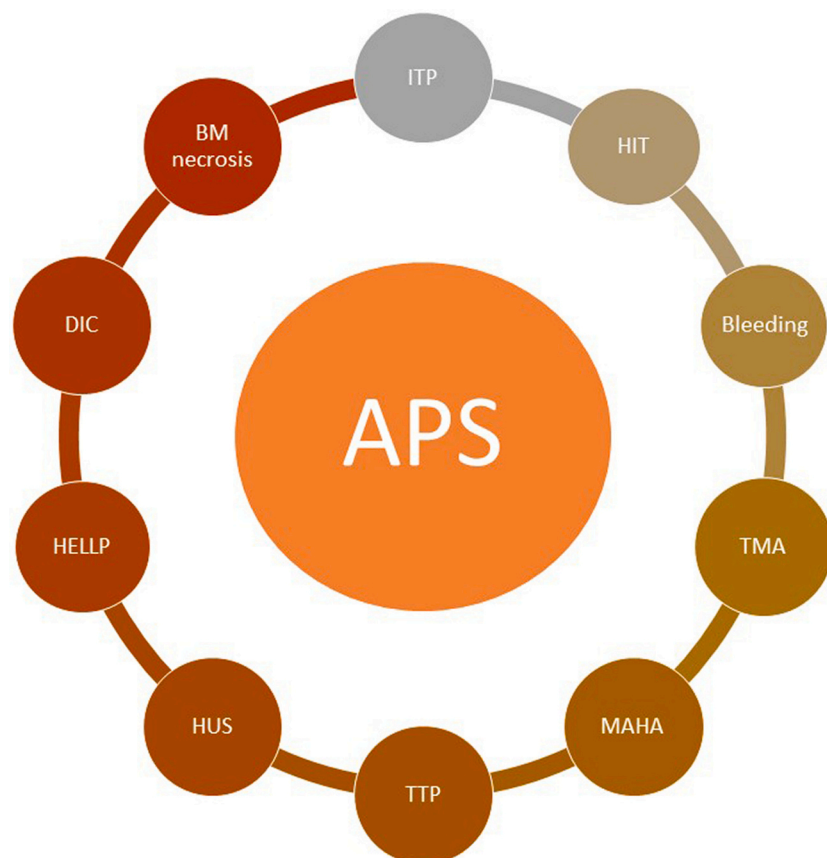 ITP
HIT
Bleeding
TMA
MAHA
TTP
HUS
HELLP
DIC
BM
necrosis
APS